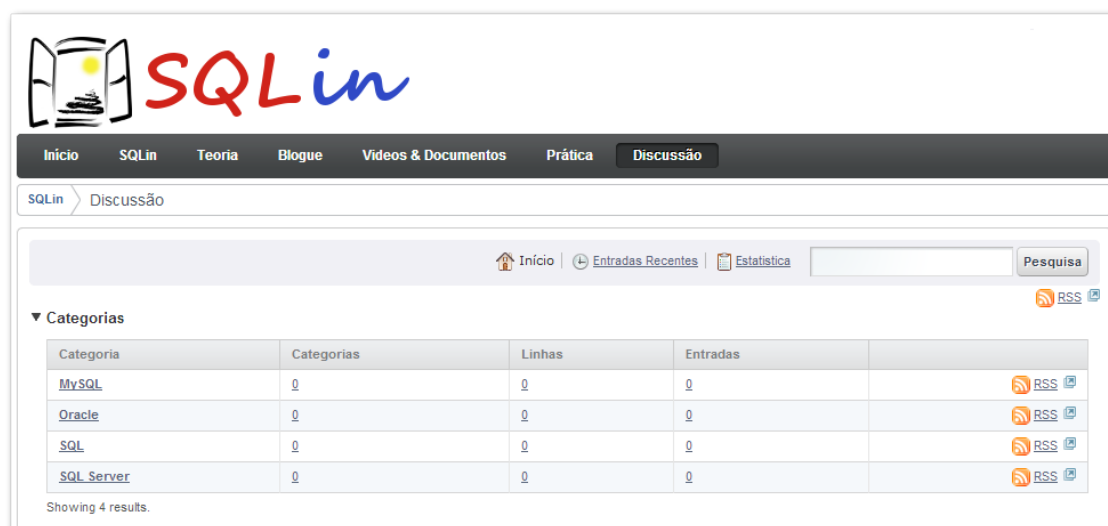 SQLin
Início SQLin Teoria Blogue Videos & Documentos Prática Discussão
SQLin Discussão
Início Entradas Recentes Estatistica Pesquisa
RSS
Categorias
Categoria Categorias Linhas Entradas
MySQL 0 0 0 RSS
Oracle 0 0 0 RSS
SQL 0 0 0 RSS
SQL Server 0 0 0 RSS
Showing 4 results.